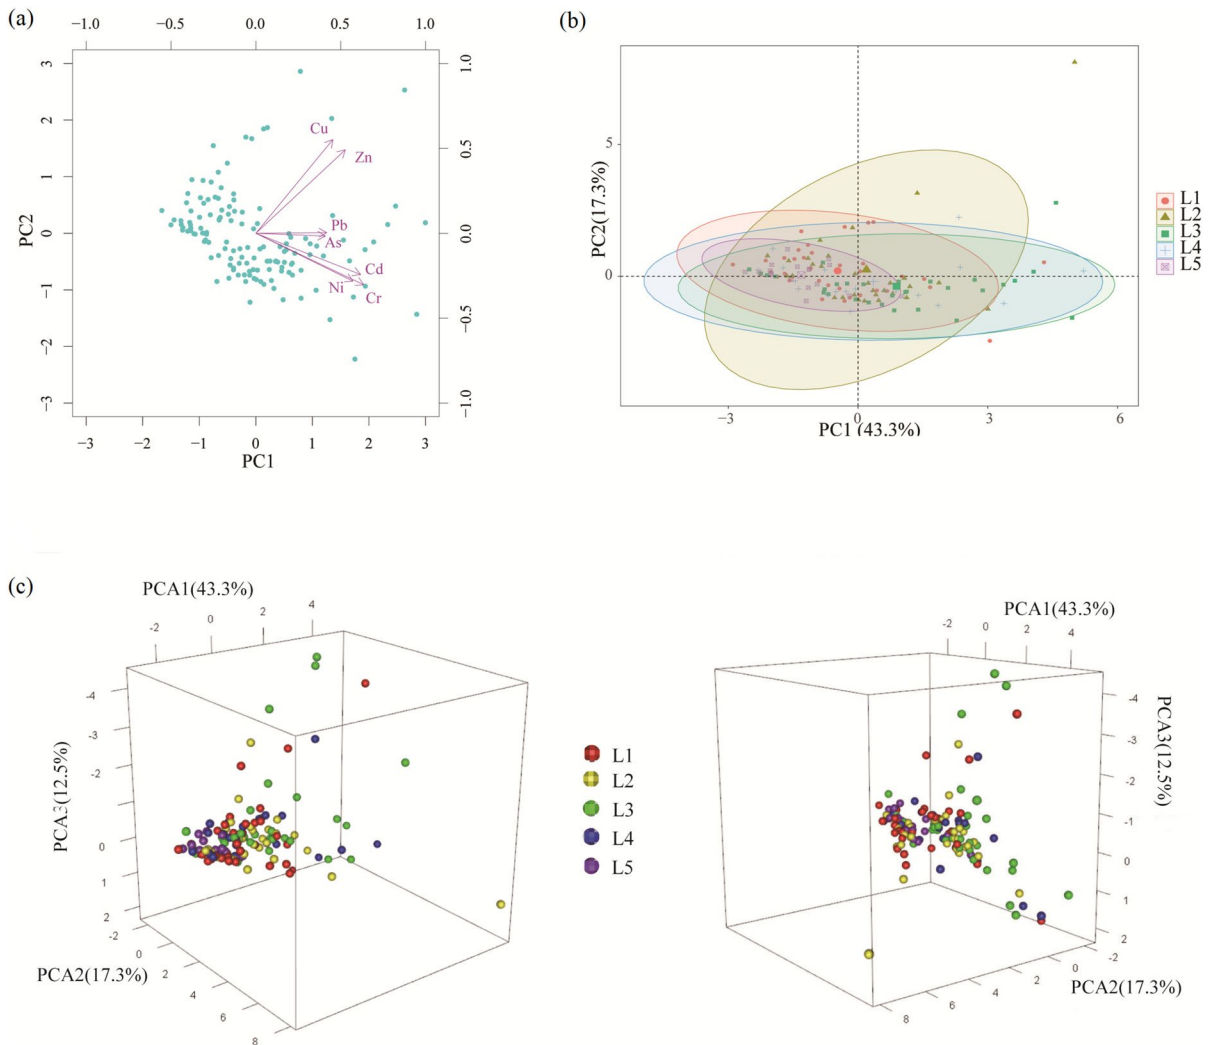 (a)
−1.0 −0.5 0.0 0.5 1.0
3
2
1
0
−1
−2
−3
PC2
1.0
0.5
0.0
−0.5
−1.0
Cu
Zn
Pb
As
Cd
Ni
Cr
−3 −2 −1 0 1 2 3
PC1
(b)
5
0
PC2(17.3%)
−3 0 3 6
PC1 (43.3%)
L1
L2
L3
L4
L5
(c)
PCA1(43.3%)
-2 0 2 4
-4
-3
-2
0
1
2
PCA3(12.5%)
-2
0
2
4
6
8
PCA2(17.3%)
L1
L2
L3
L4
L5
PCA1(43.3%)
-2 0 2 4
-4
-3
-2
-1
0
1
2
PCA3(12.5%)
-2
0
2
4
6
8
PCA2(17.3%)